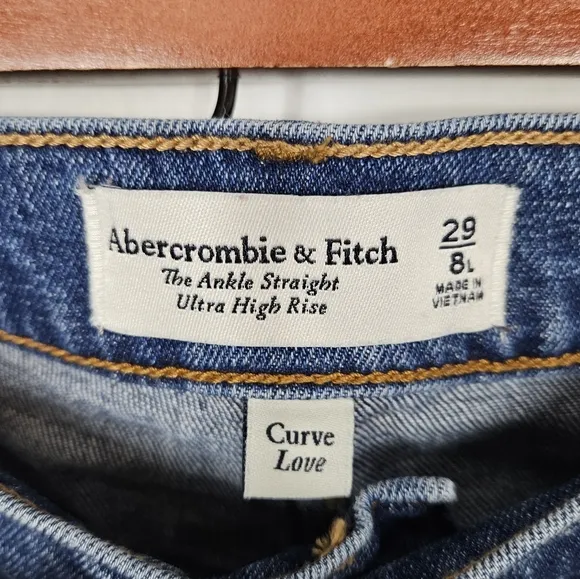 Abercrombie & Fitch
The Ankle Straight
Ultra High Rise
29
8L
MADE IN
VIETNAM
Curve
Love